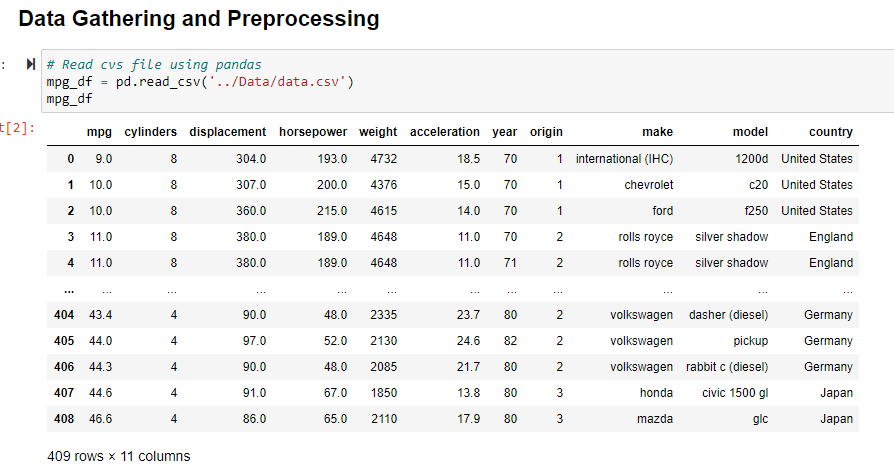 Data Gathering and Preprocessing
:
# Read cvs file using pandas
mpg_df = pd.read_csv('../Data/data.csv')
mpg_df
t[2]:
mpg cylinders displacement horsepower weight acceleration year origin make model country
0 9.0 8 304.0 193.0 4732 18.5 70 1 international (IHC) 1200d United States
1 10.0 8 307.0 200.0 4376 15.0 70 1 chevrolet c20 United States
2 10.0 8 360.0 215.0 4615 14.0 70 1 ford f250 United States
3 11.0 8 380.0 189.0 4648 11.0 70 2 rolls royce silver shadow England
4 11.0 8 380.0 189.0 4648 11.0 71 2 rolls royce silver shadow England
... ... ... ... ... ... ... ... ... ... ... ...
404 43.4 4 90.0 48.0 2335 23.7 80 2 volkswagen dasher (diesel) Germany
405 44.0 4 97.0 52.0 2130 24.6 82 2 volkswagen pickup Germany
406 44.3 4 90.0 48.0 2085 21.7 80 2 volkswagen rabbit c (diesel) Germany
407 44.6 4 91.0 67.0 1850 13.8 80 3 honda civic 1500 gl Japan
408 46.6 4 86.0 65.0 2110 17.9 80 3 mazda glc Japan
409 rows × 11 columns